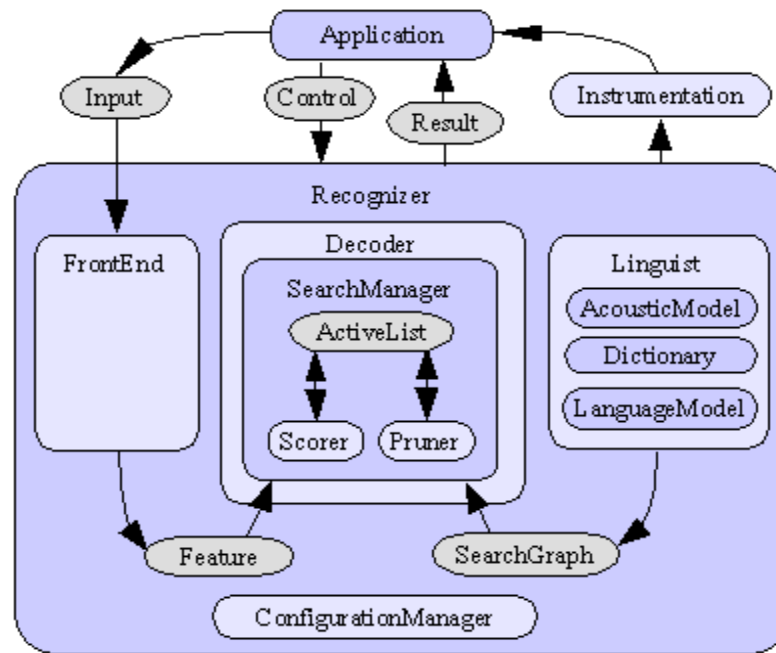 Application
Input
Control
Result
Instrumentation
Recognizer
FrontEnd
Decoder
SearchManager
ActiveList
Scorer
Pruner
Linguist
AcousticModel
Dictionary
LanguageModel
Feature
SearchGraph
ConfigurationManager